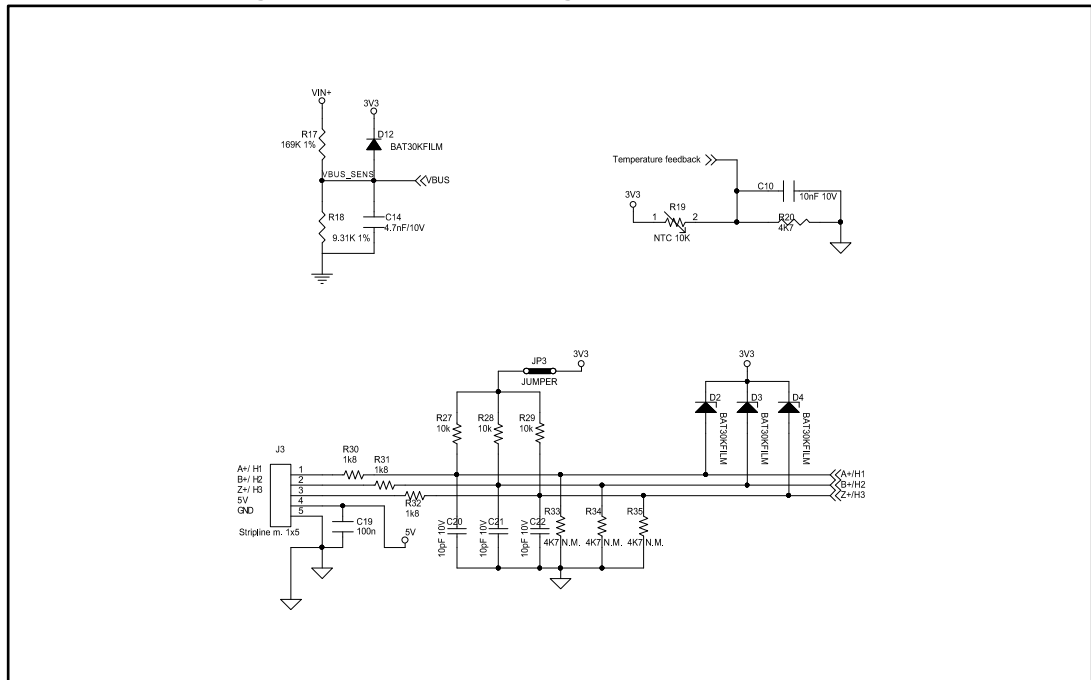 VIN+
3V3
R17
169K 1%
D12
BAT30KFILM
VBUS_SENS
VBUS
R18
9.31K 1%
C14
4.7nF/10V
Temperature feedback
C10
10nF 10V
3V3
R19
1 2
NTC 10K
R20
4K7
JP3
3V3
JUMPER
R27
10k
R28
10k
R29
10k
3V3
D2
BAT30KFILM
D3
BAT30KFILM
D4
BAT30KFILM
J3
A+/ H1
B+/ H2
Z+/ H3
5V
GND
1
2
3
4
5
Stripline m. 1x5
R30
1k8
R31
1k8
R32
1k8
C19
100n
5V
C20
10pF 10V
C21
10pF 10V
C22
10pF 10V
R33
4K7 N.M.
R34
4K7 N.M.
R35
4K7 N.M.
A+/H1
B+/H2
Z+/H3